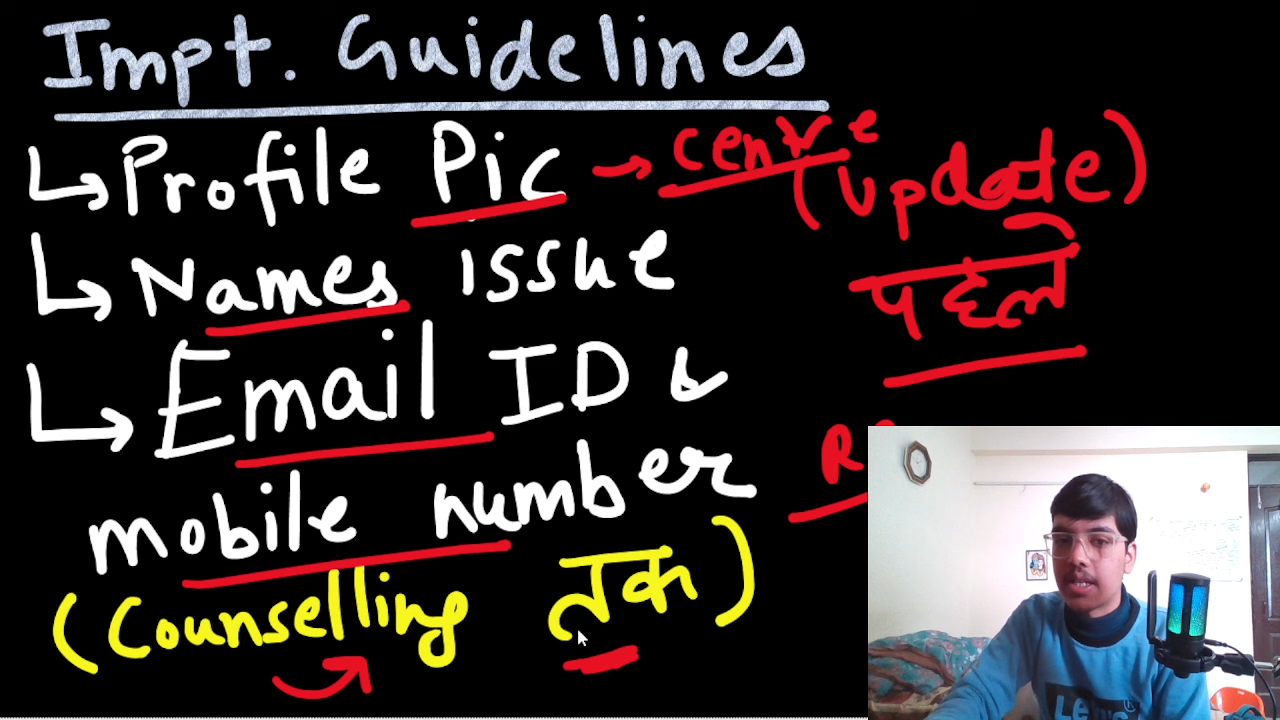 Impt. Guidelines
↳ Profile Pic → centre
(update)
पहले
↳ Names issue
↳ Email ID &
mobile number
(Counselling तक)